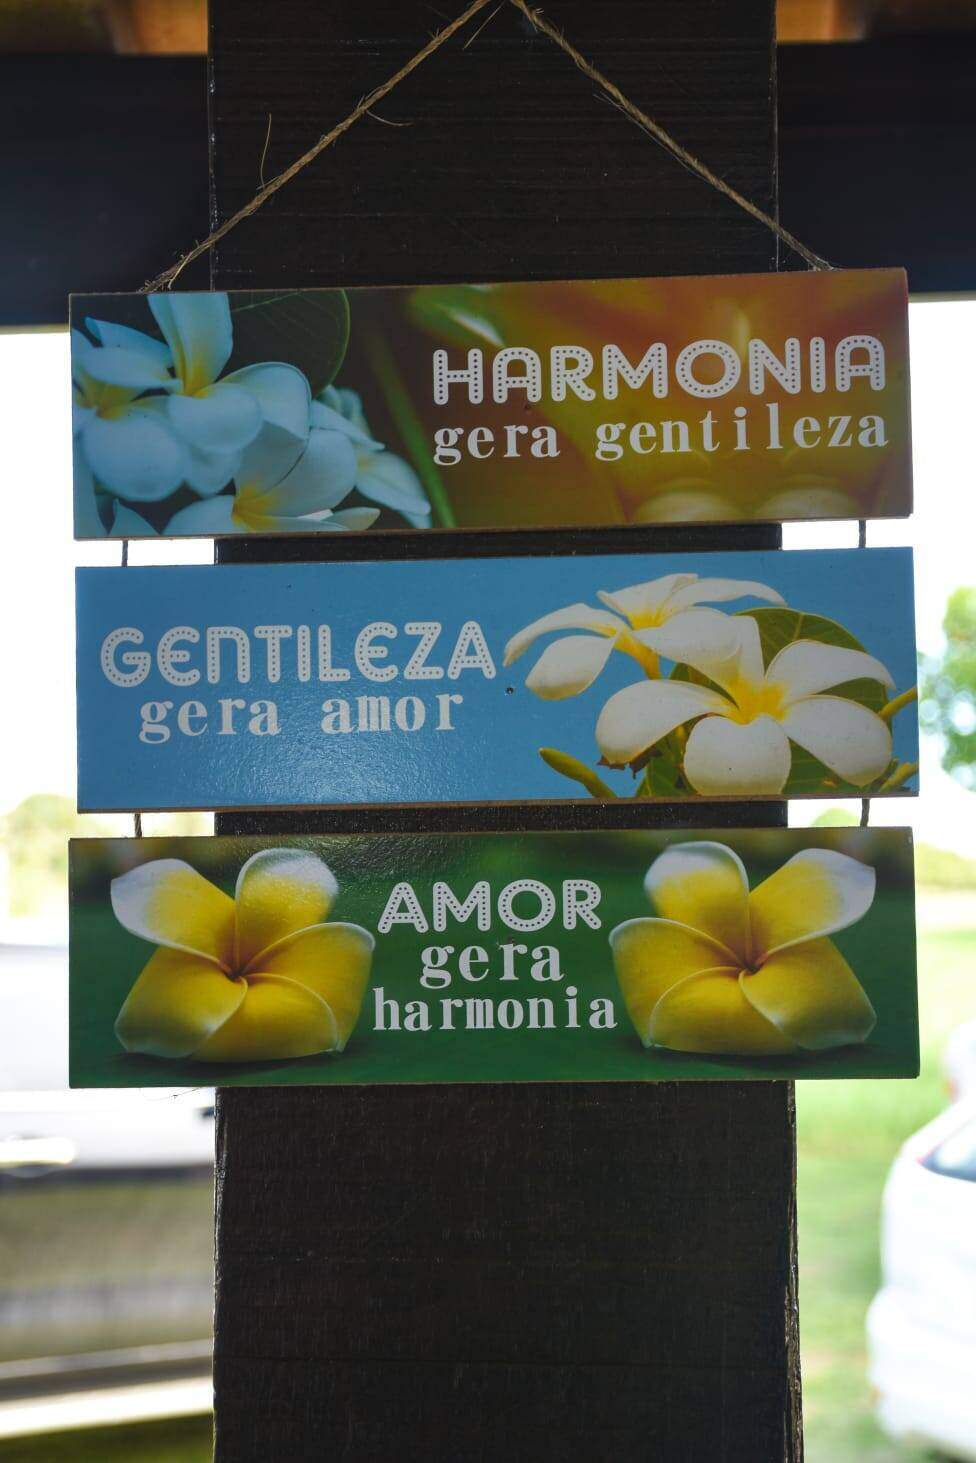 HARMONIA
gera gentileza
GENTILEZA
gera amor
AMOR
gera
harmonia